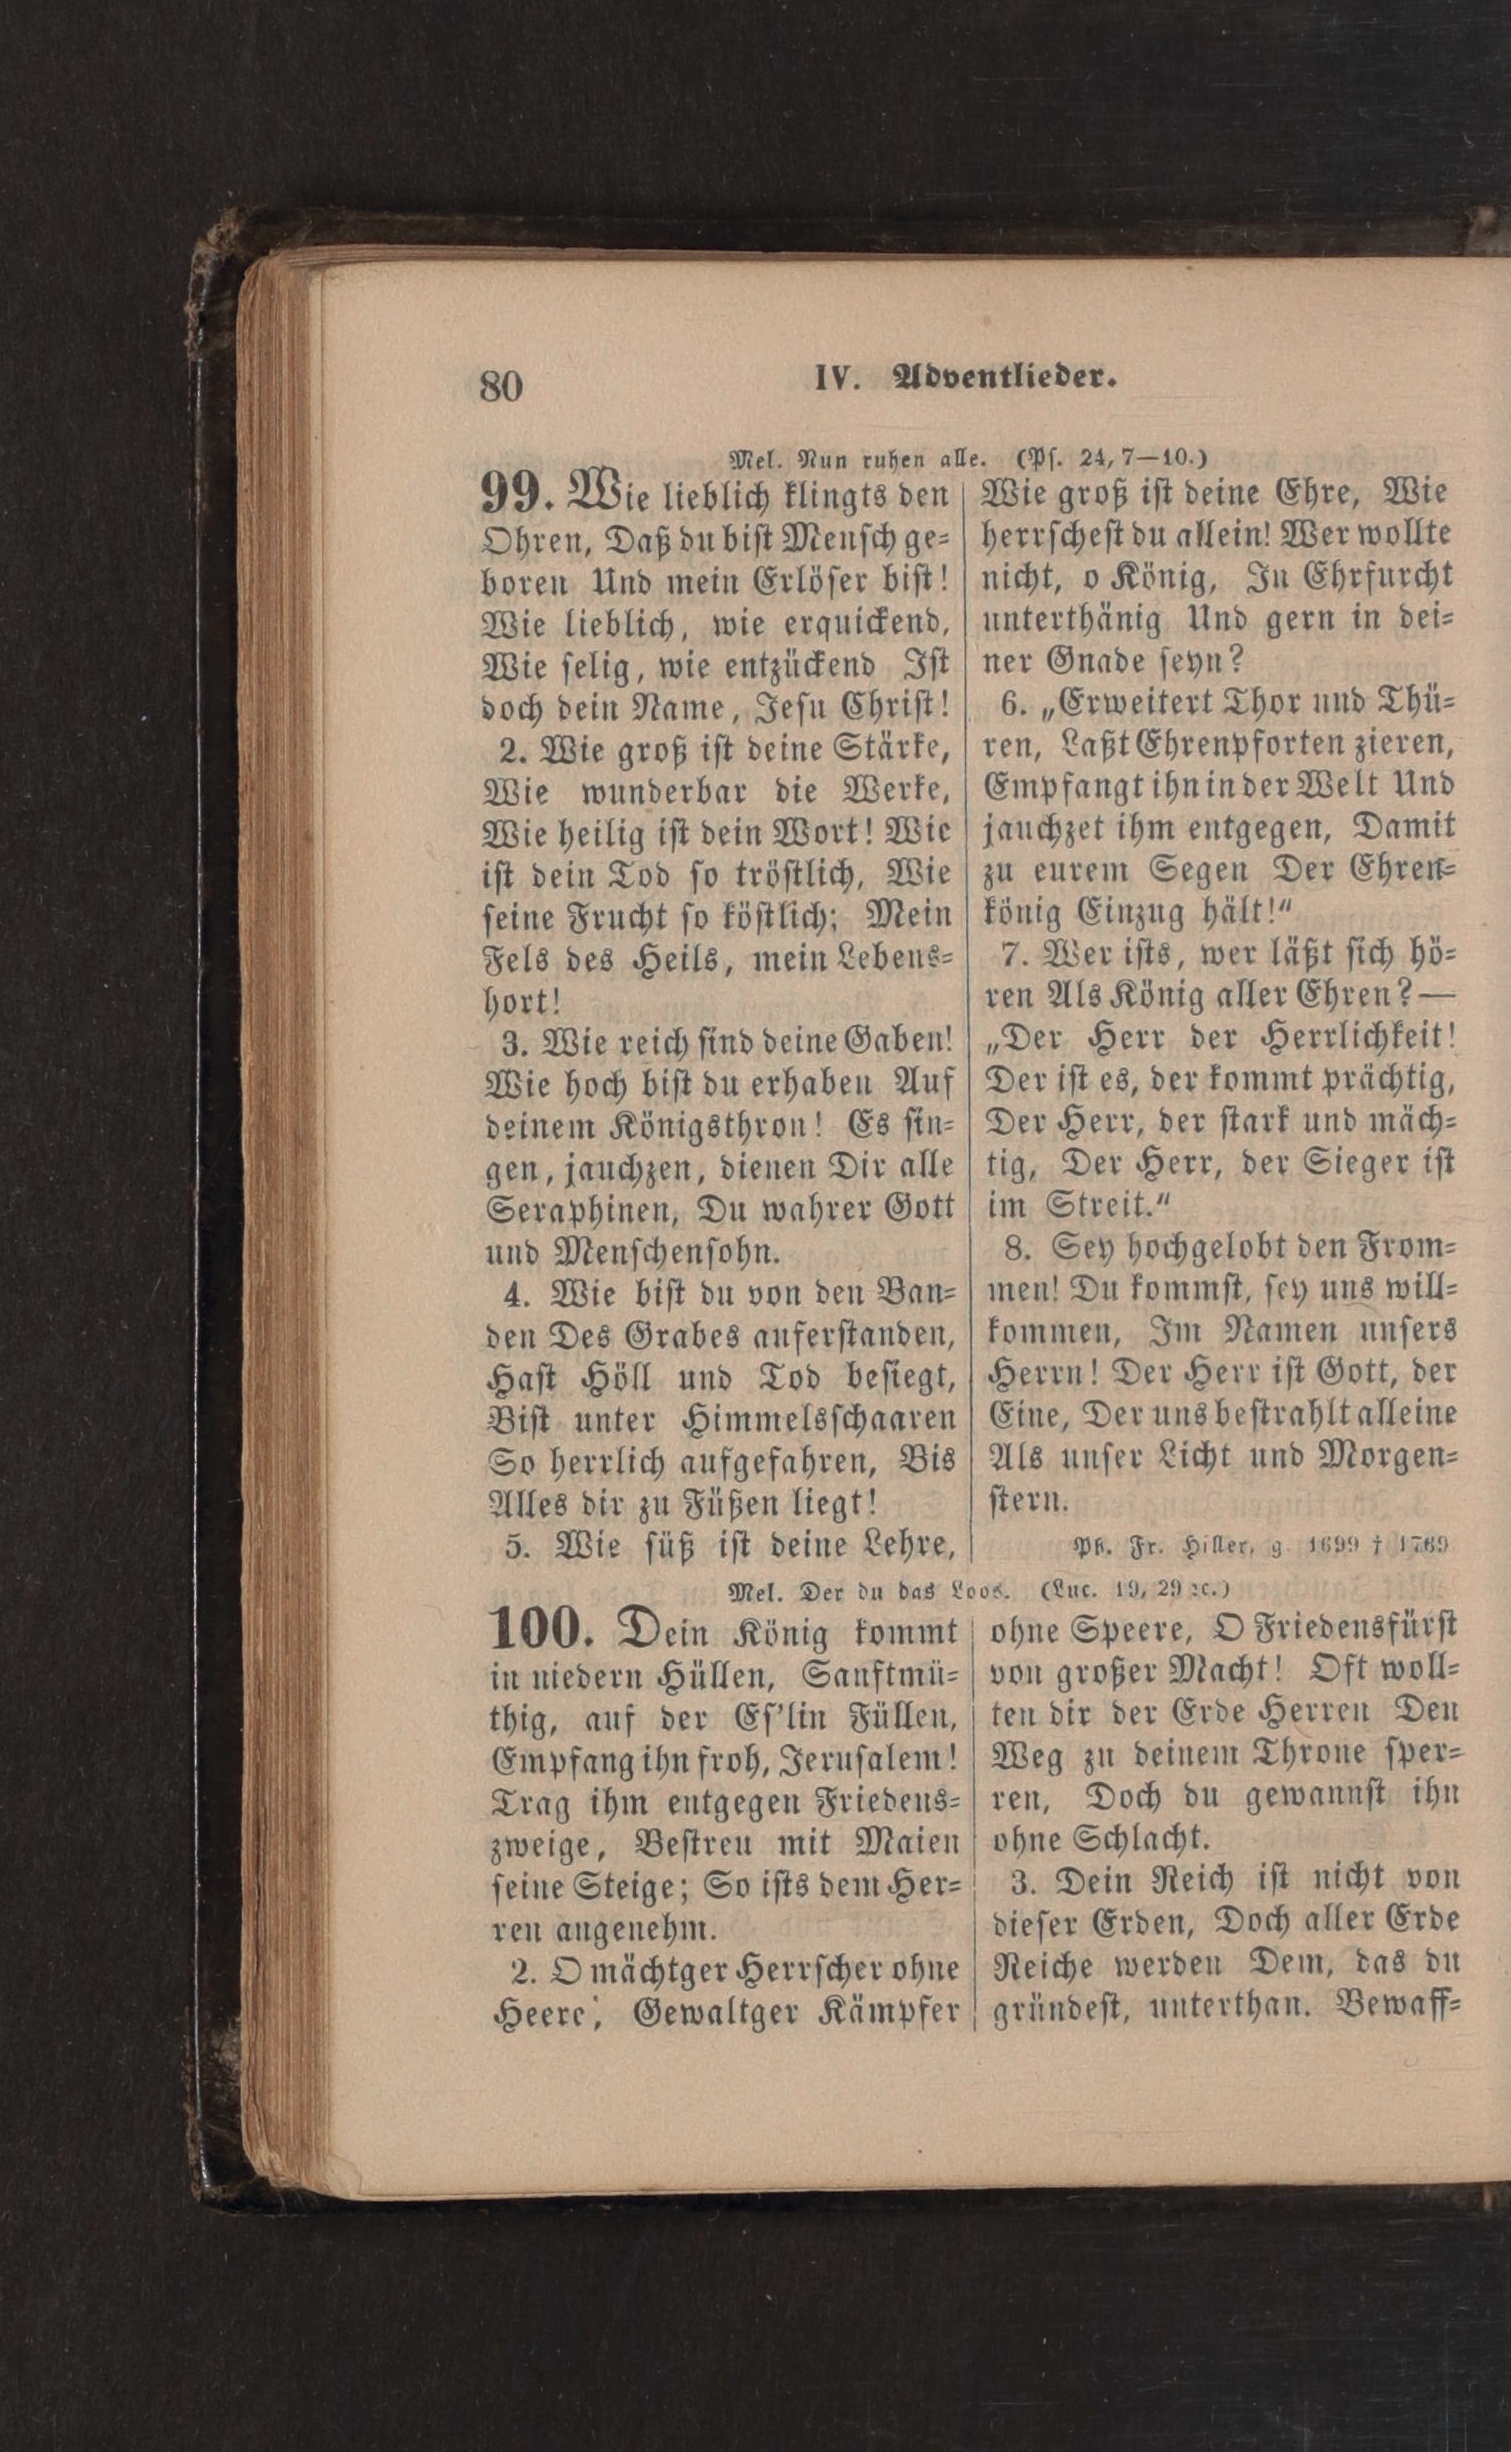 80
IV. Adventlieder.
Mel. Nun ruhen alle. (Ps. 24, 7—10.)
99. Wie lieblich klingts den
Ohren, Daß du bist Mensch ge-
boren Und mein Erlöser bist!
Wie lieblich, wie erquickend,
Wie selig, wie entzückend Ist
doch dein Name, Jesu Christ!
2. Wie groß ist deine Stärke,
Wie wunderbar die Werke,
Wie heilig ist dein Wort! Wie
ist dein Tod so tröstlich, Wie
seine Frucht so köstlich; Mein
Fels des Heils, mein Lebens-
hort!
3. Wie reich sind deine Gaben!
Wie hoch bist du erhaben Auf
deinem Königsthron! Es sin-
gen, jauchzen, dienen Dir alle
Seraphinen, Du wahrer Gott
und Menschensohn.
4. Wie bist du von den Ban-
den Des Grabes auferstanden,
Hast Höll und Tod besiegt,
Bist unter Himmelsschaaren
So herrlich aufgefahren, Bis
Alles dir zu Füßen liegt!
5. Wie süß ist deine Lehre,
Wie groß ist deine Ehre, Wie
herrschest du allein! Wer wollte
nicht, o König, In Ehrfurcht
unterthänig Und gern in dei-
ner Gnade seyn?
6. „Erweitert Thor und Thü-
ren, Laßt Ehrenpforten zieren,
Empfangt ihn in der Welt Und
jauchzet ihm entgegen, Damit
zu eurem Segen Der Ehren-
könig Einzug hält!“
7. Wer ists, wer läßt sich hö-
ren Als König aller Ehren? —
„Der Herr der Herrlichkeit!
Der ist es, der kommt prächtig,
Der Herr, der stark und mäch-
tig, Der Herr, der Sieger ist
im Streit.“
8. Sey hochgelobt den From-
men! Du kommst, sey uns will-
kommen, Im Namen unsers
Herrn! Der Herr ist Gott, der
Eine, Der uns bestrahlt alleine
Als unser Licht und Morgen-
stern.
Ph. Fr. Hiller, g. 1699 † 1769
Mel. Der du das Loos. (Luc. 19, 29 ꝛc.)
100. Dein König kommt
in niedern Hüllen, Sanftmü-
thig, auf der Es'lin Füllen,
Empfang ihn froh, Jerusalem!
Trag ihm entgegen Friedens-
zweige, Bestreu mit Maien
seine Steige; So ists dem Her-
ren angenehm.
2. O mächtger Herrscher ohne
Heere, Gewaltger Kämpfer
ohne Speere, O Friedensfürst
von großer Macht! Oft woll-
ten dir der Erde Herren Den
Weg zu deinem Throne sper-
ren, Doch du gewannst ihn
ohne Schlacht.
3. Dein Reich ist nicht von
dieser Erden, Doch aller Erde
Reiche werden Dem, das du
gründest, unterthan. Bewaff-